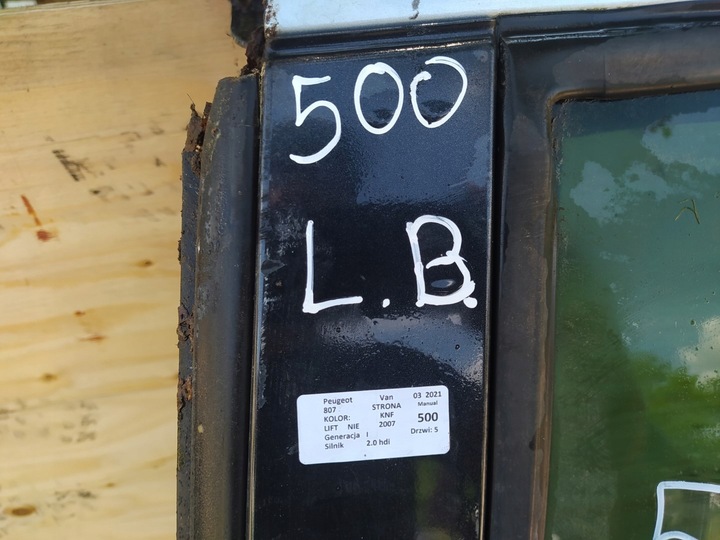 500
L.B.
Peugeot Van 03 2021
807 STRONA Manual
KOLOR: KNF 500
LIFT NIE 2007 Drzwi: 5
Generacja I
Silnik 2.0 hdi